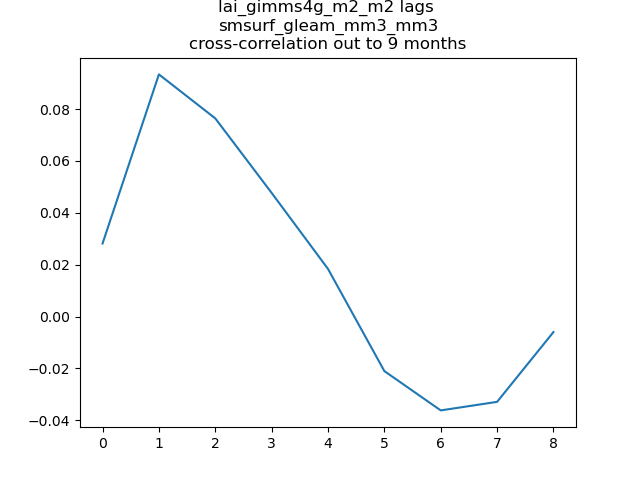 lai_gimms4g_m2_m2 lags
smsurf_gleam_mm3_mm3
cross-correlation out to 9 months
0.08
0.06
0.04
0.02
0.00
−0.02
−0.04
0 1 2 3 4 5 6 7 8